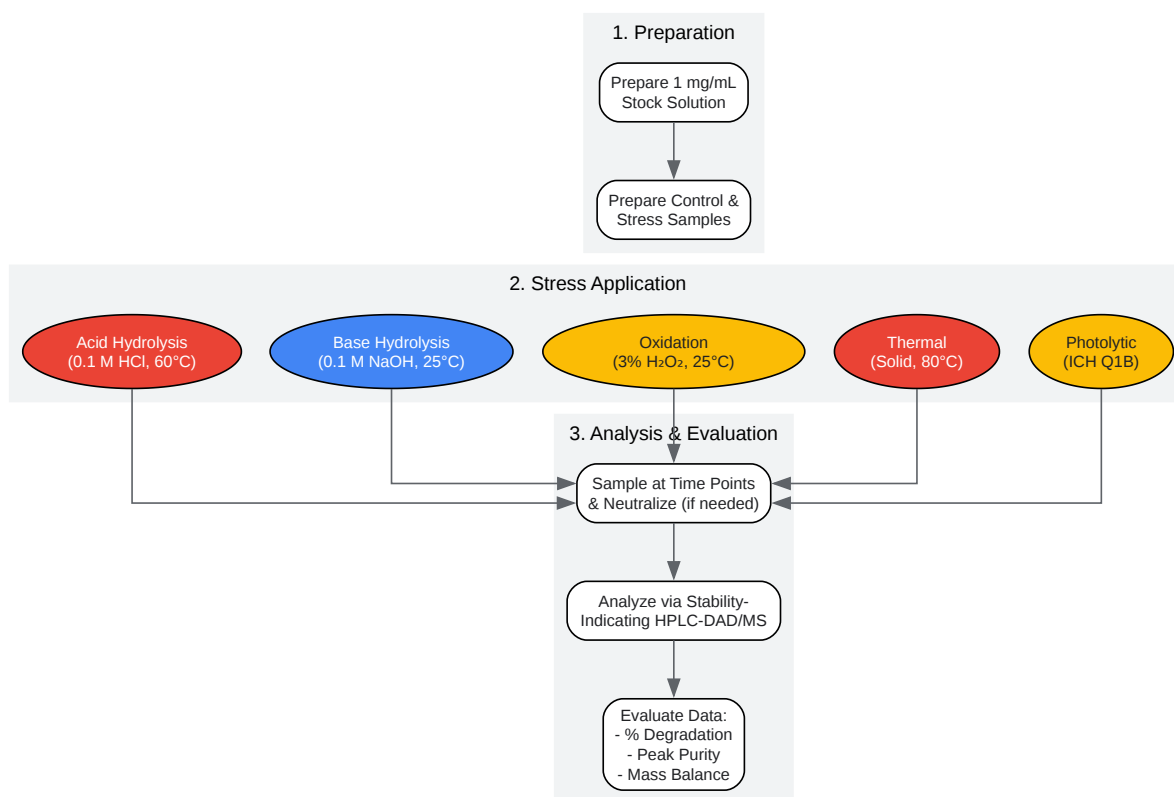 1. Preparation
Prepare 1 mg/mL
Stock Solution
Prepare Control &
Stress Samples
2. Stress Application
Acid Hydrolysis
(0.1 M HCl, 60°C)
Base Hydrolysis
(0.1 M NaOH, 25°C)
Oxidation
(3% H₂O₂, 25°C)
Thermal
(Solid, 80°C)
Photolytic
(ICH Q1B)
3. Analysis & Evaluation
Sample at Time Points
& Neutralize (if needed)
Analyze via Stability-
Indicating HPLC-DAD/MS
Evaluate Data:
- % Degradation
- Peak Purity
- Mass Balance